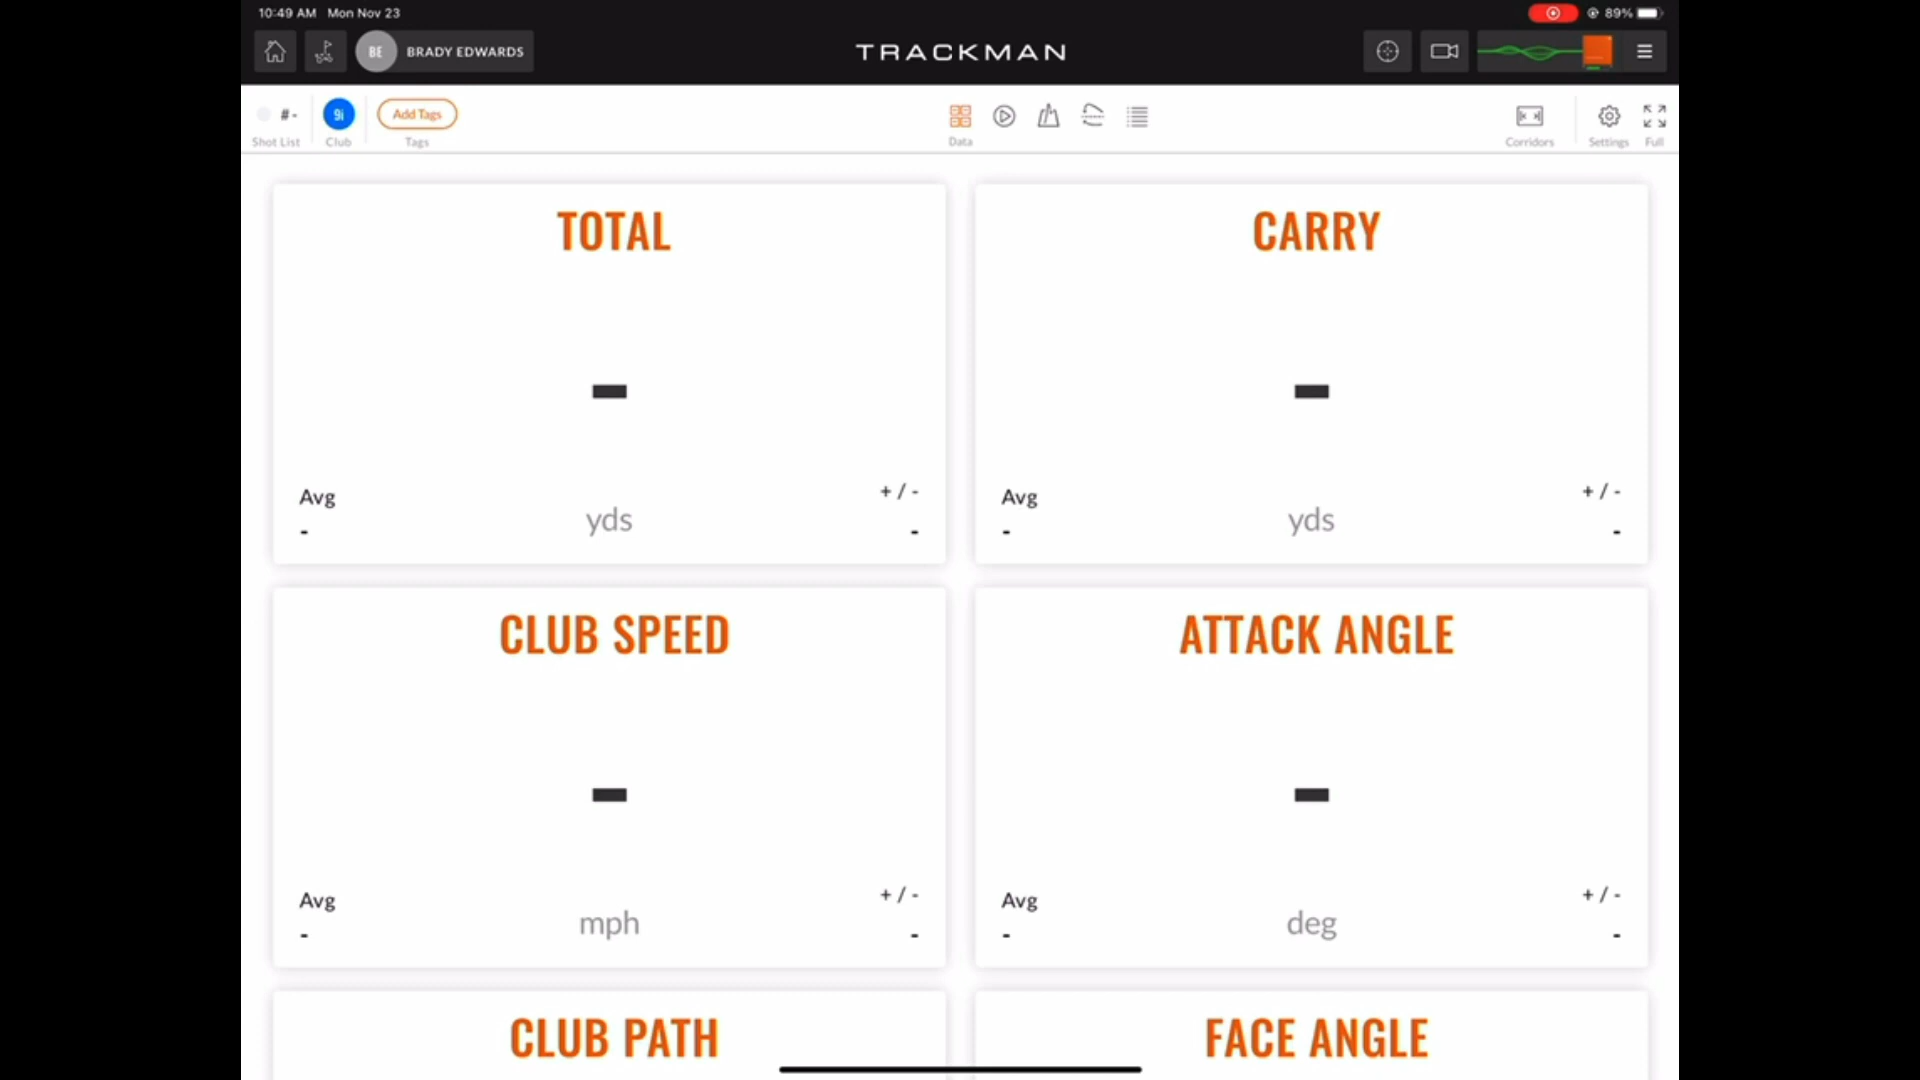 10:49 AM Mon Nov 23
89%
BE BRADY EDWARDS
TRACKMAN
# -
9i
Add Tags
Shot List
Club
Tags
Data
Corridors
Settings
Full
TOTAL
-
Avg
-
yds
+ / -
-
CARRY
-
Avg
-
yds
+ / -
-
CLUB SPEED
-
Avg
-
mph
+ / -
-
ATTACK ANGLE
-
Avg
-
deg
+ / -
-
CLUB PATH
FACE ANGLE